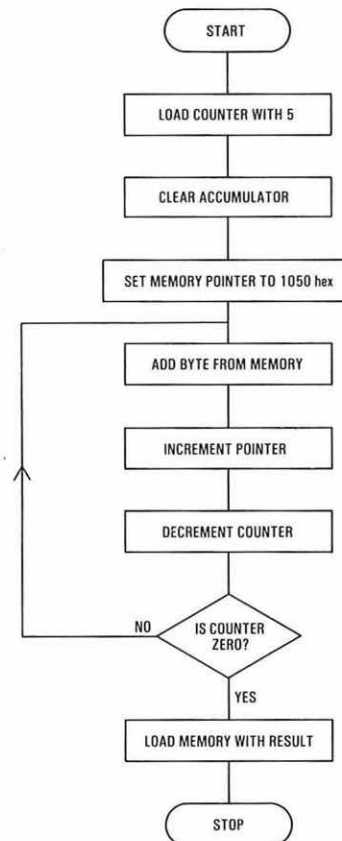 START
LOAD COUNTER WITH 5
CLEAR ACCUMULATOR
SET MEMORY POINTER TO 1050 hex
ADD BYTE FROM MEMORY
INCREMENT POINTER
DECREMENT COUNTER
NO
IS COUNTER
ZERO?
YES
LOAD MEMORY WITH RESULT
STOP